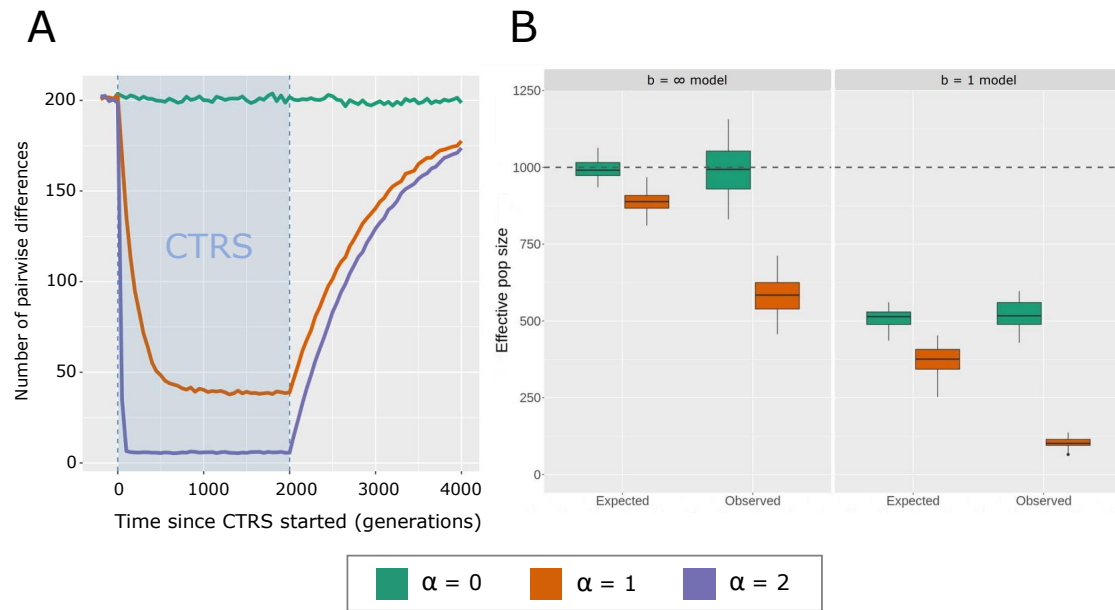 A
Number of pairwise differences
200
150
100
50
0
CTRS
0 1000 2000 3000 4000
Time since CTRS started (generations)
B
b = ∞ model b = 1 model
Effective pop size
1250
1000
750
500
250
0
Expected Observed Expected Observed
α = 0 α = 1 α = 2